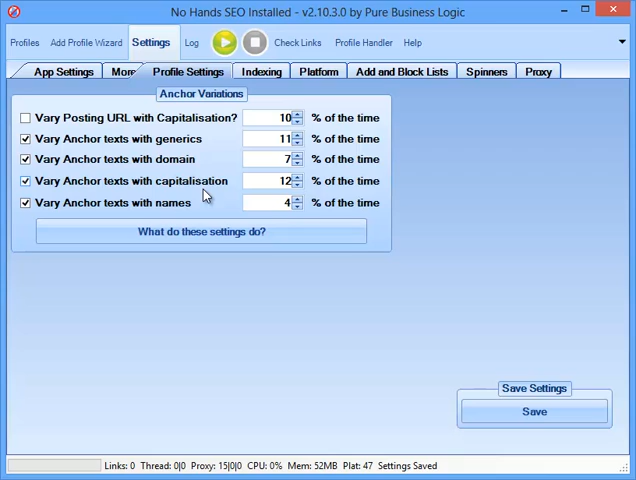 No Hands SEO Installed - v2.10.3.0 by Pure Business Logic
Profiles Add Profile Wizard Settings Log Check Links Profile Handler Help
App Settings More Profile Settings Indexing Platform Add and Block Lists Spinners Proxy
Anchor Variations
Vary Posting URL with Capitalisation? 10 % of the time
Vary Anchor texts with generics 11 % of the time
Vary Anchor texts with domain 7 % of the time
Vary Anchor texts with capitalisation 12 % of the time
Vary Anchor texts with names 4 % of the time
What do these settings do?
Save Settings
Save
Links: 0 Thread: 0|0 Proxy: 15|0|0 CPU: 0% Mem: 52MB Plat: 47 Settings Saved